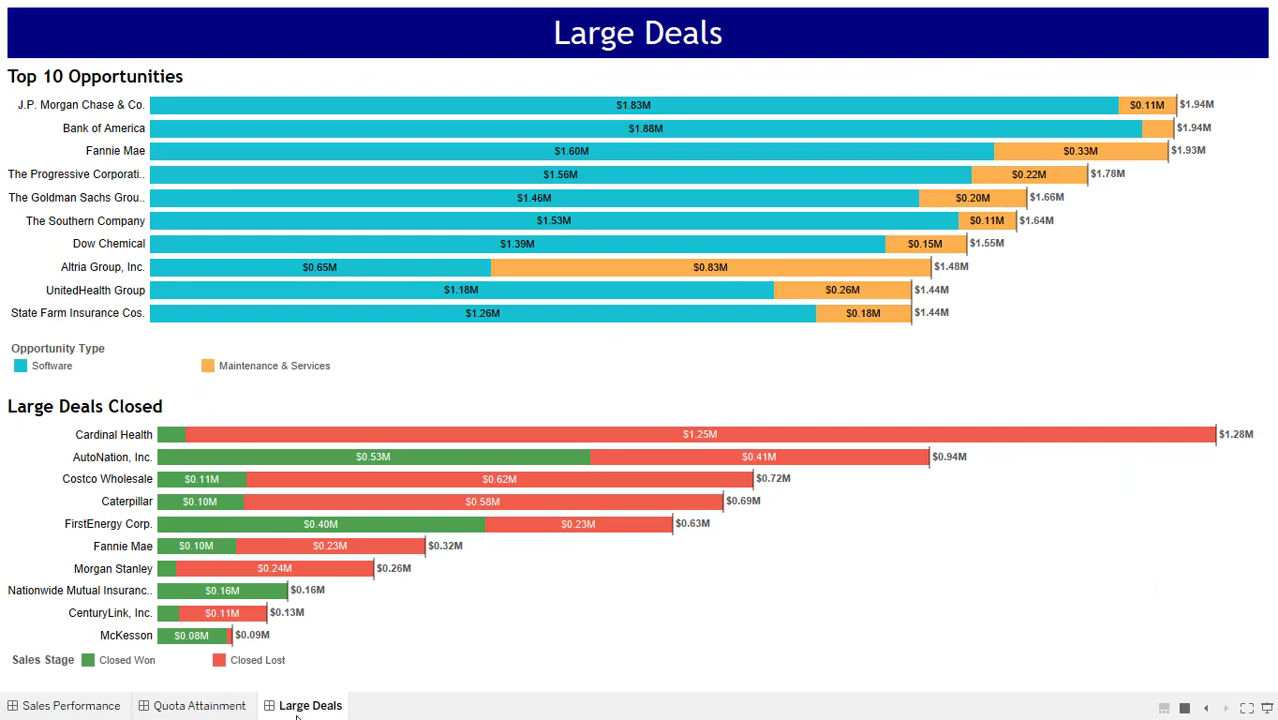 Large Deals
Top 10 Opportunities
J.P. Morgan Chase & Co. $1.83M $0.11M $1.94M
Bank of America $1.88M $1.94M
Fannie Mae $1.60M $0.33M $1.93M
The Progressive Corporati.. $1.56M $0.22M $1.78M
The Goldman Sachs Grou.. $1.46M $0.20M $1.66M
The Southern Company $1.53M $0.11M $1.64M
Dow Chemical $1.39M $0.15M $1.55M
Altria Group, Inc. $0.65M $0.83M $1.48M
UnitedHealth Group $1.18M $0.26M $1.44M
State Farm Insurance Cos. $1.26M $0.18M $1.44M
Opportunity Type
Software Maintenance & Services
Large Deals Closed
Cardinal Health $1.25M $1.28M
AutoNation, Inc. $0.53M $0.41M $0.94M
Costco Wholesale $0.11M $0.62M $0.72M
Caterpillar $0.10M $0.58M $0.69M
FirstEnergy Corp. $0.40M $0.23M $0.63M
Fannie Mae $0.10M $0.23M $0.32M
Morgan Stanley $0.24M $0.26M
Nationwide Mutual Insuranc.. $0.16M $0.16M
CenturyLink, Inc. $0.11M $0.13M
McKesson $0.08M $0.09M
Sales Stage Closed Won Closed Lost
Sales Performance Quota Attainment Large Deals